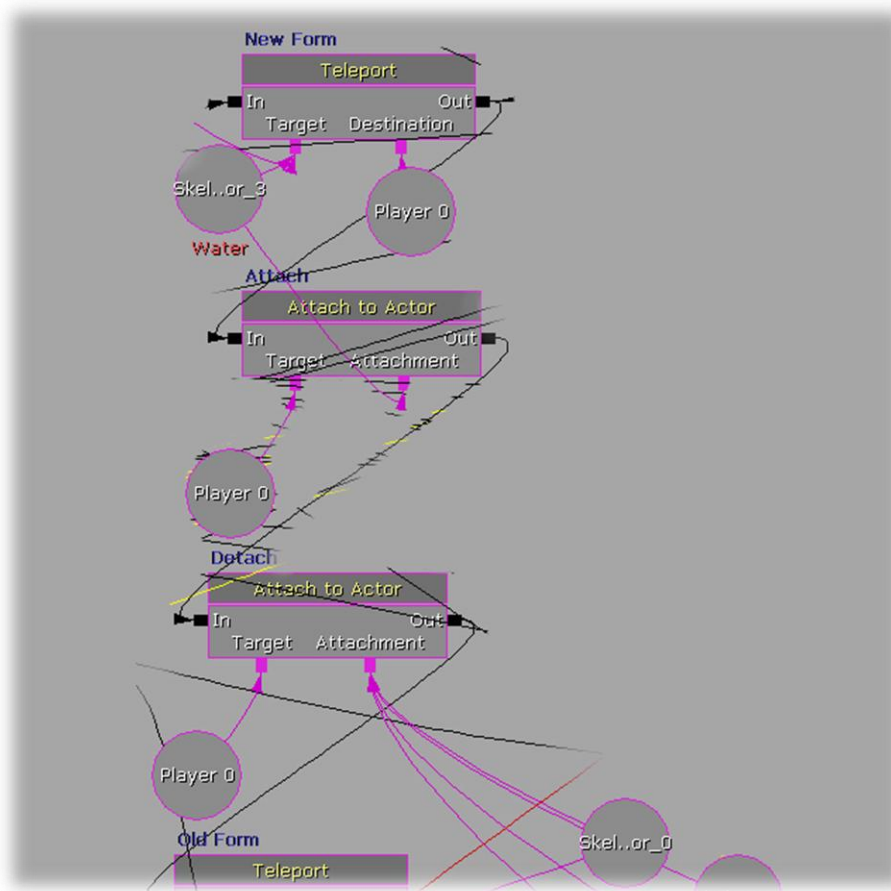 New Form
Teleport
In Out
Target Destination
Skel..or_3
Player 0
Water
Attach
Attach to Actor
In Out
Target Attachment
Player 0
Detach
Attach to Actor
In Out
Target Attachment
Player 0
Skel..or_0
Old Form
Teleport